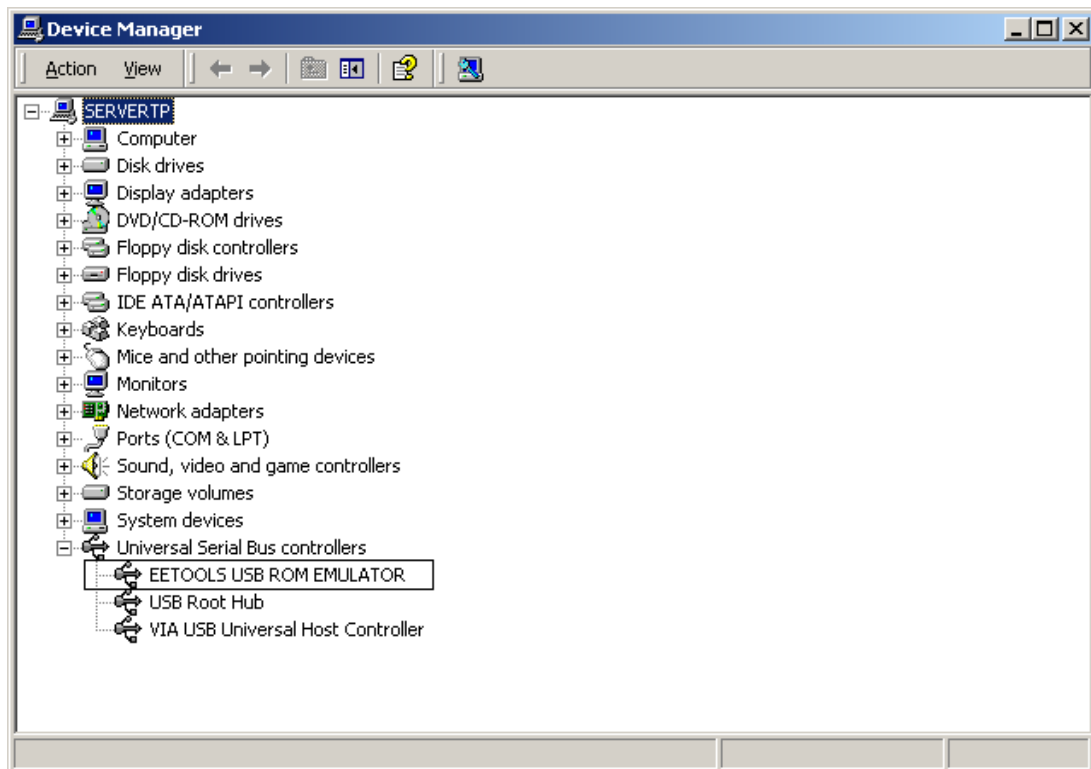 Device Manager
Action View
SERVERTP
Computer
Disk drives
Display adapters
DVD/CD-ROM drives
Floppy disk controllers
Floppy disk drives
IDE ATA/ATAPI controllers
Keyboards
Mice and other pointing devices
Monitors
Network adapters
Ports (COM & LPT)
Sound, video and game controllers
Storage volumes
System devices
Universal Serial Bus controllers
EETOOLS USB ROM EMULATOR
USB Root Hub
VIA USB Universal Host Controller